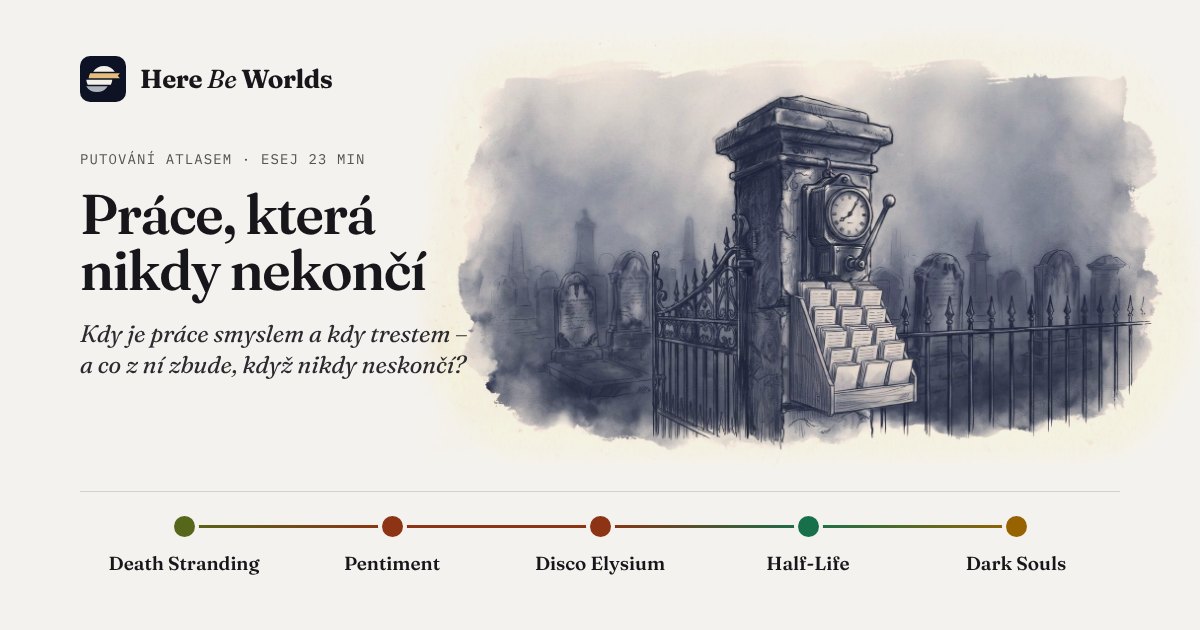 Here Be Worlds
PUTOVÁNÍ ATLASEM · ESEJ 23 MIN
Práce, která
nikdy nekončí
Kdy je práce smyslem a kdy trestem –
a co z ní zbude, když nikdy neskončí?
Death Stranding
Pentiment
Disco Elysium
Half-Life
Dark Souls